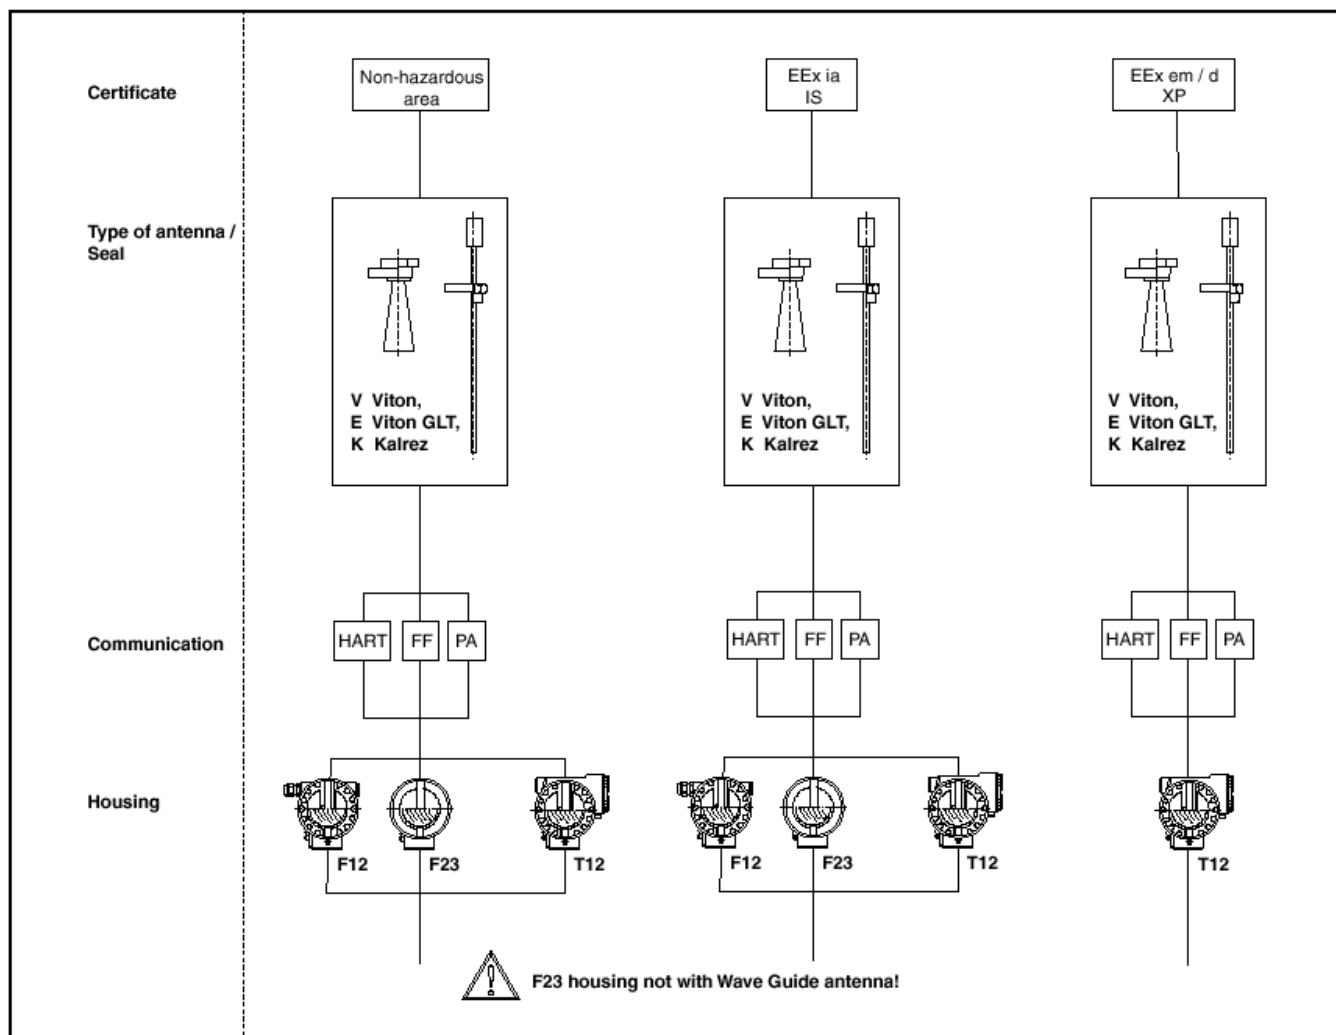 Certificate
Non-hazardous
area
EEx ia
IS
EEx em / d
XP
Type of antenna /
Seal
V Viton,
E Viton GLT,
K Kalrez
V Viton,
E Viton GLT,
K Kalrez
V Viton,
E Viton GLT,
K Kalrez
Communication
HART FF PA
HART FF PA
HART FF PA
Housing
F12 F23 T12
F12 F23 T12
T12
! F23 housing not with Wave Guide antenna!